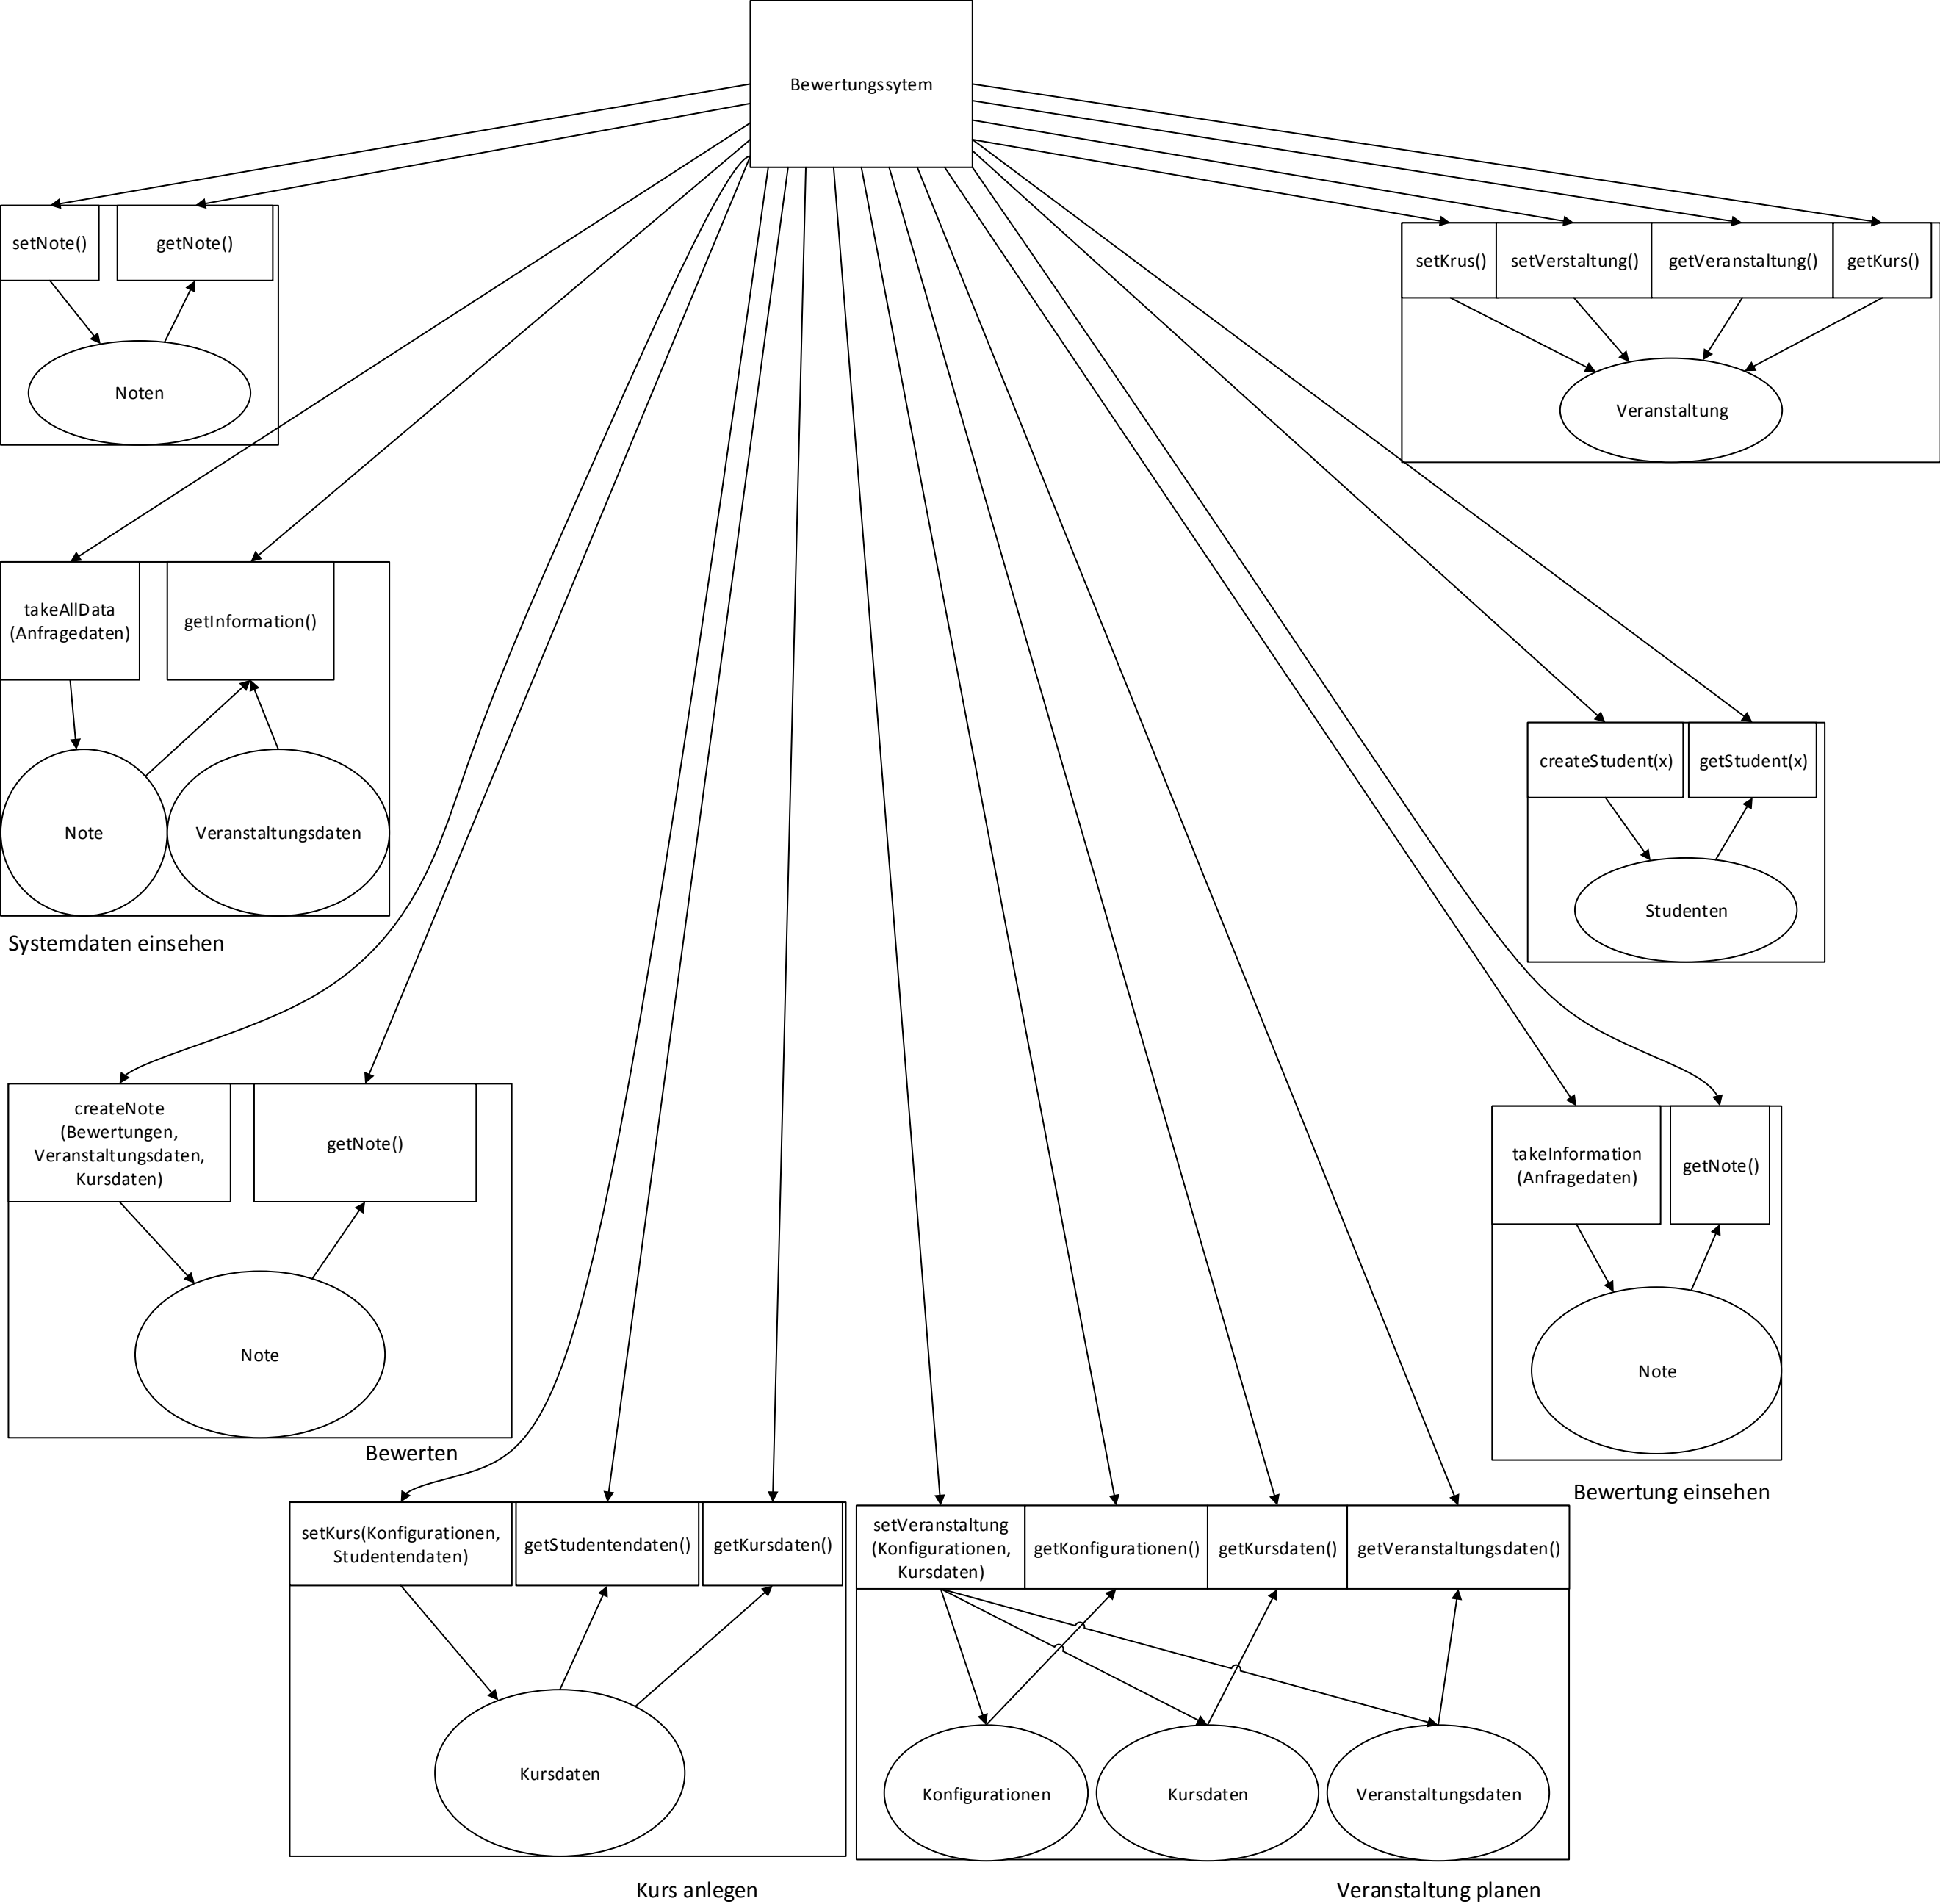 Bewertungssytem
setNote()
getNote()
Noten
setKrus()
setVerstaltung()
getVeranstaltung()
getKurs()
Veranstaltung
takeAllData
(Anfragedaten)
getInformation()
Note
Veranstaltungsdaten
Systemdaten einsehen
createStudent(x)
getStudent(x)
Studenten
createNote
(Bewertungen,
Veranstaltungsdaten,
Kursdaten)
getNote()
Note
Bewerten
takeInformation
(Anfragedaten)
getNote()
Note
Bewertung einsehen
setKurs(Konfigurationen,
Studentendaten)
getStudentendaten()
getKursdaten()
Kursdaten
Kurs anlegen
setVeranstaltung
(Konfigurationen,
Kursdaten)
getKonfigurationen()
getKursdaten()
getVeranstaltungsdaten()
Konfigurationen
Kursdaten
Veranstaltungsdaten
Veranstaltung planen